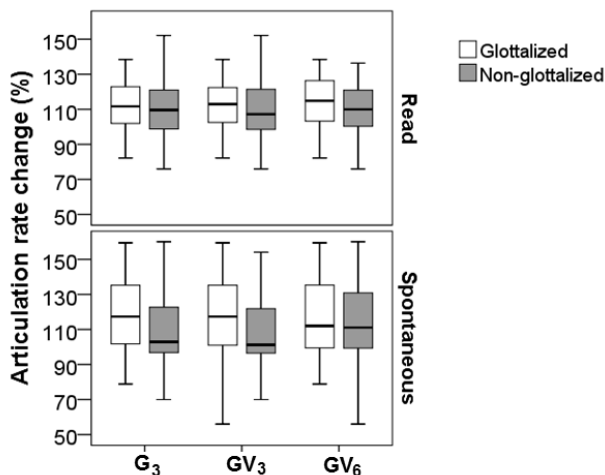 Articulation rate change (%)
150
130
110
90
70
50
Read
150
130
110
90
70
50
Spontaneous
G3
GV3
GV6
Glottalized
Non-glottalized